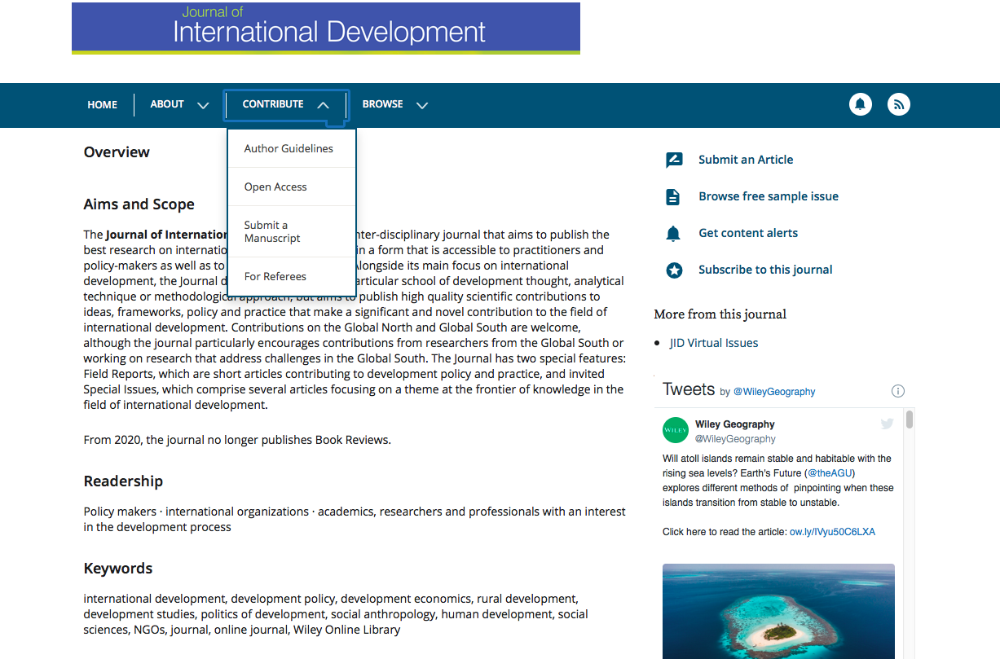 Journal of
International Development
HOME
ABOUT
CONTRIBUTE
BROWSE
Author Guidelines
Open Access
Submit a
Manuscript
For Referees
Overview
Aims and Scope
The Journal of Internation nter-disciplinary journal that aims to publish the
best research on internatio in a form that is accessible to practitioners and
policy-makers as well as to longside its main focus on international
development, the Journal d articular school of development thought, analytical
technique or methodological approach, but aims to publish high quality scientific contributions to
ideas, frameworks, policy and practice that make a significant and novel contribution to the field of
international development. Contributions on the Global North and Global South are welcome,
although the journal particularly encourages contributions from researchers from the Global South or
working on research that address challenges in the Global South. The Journal has two special features:
Field Reports, which are short articles contributing to development policy and practice, and invited
Special Issues, which comprise several articles focusing on a theme at the frontier of knowledge in the
field of international development.
From 2020, the journal no longer publishes Book Reviews.
Readership
Policy makers · international organizations · academics, researchers and professionals with an interest
in the development process
Keywords
international development, development policy, development economics, rural development,
development studies, politics of development, social anthropology, human development, social
sciences, NGOs, journal, online journal, Wiley Online Library
Submit an Article
Browse free sample issue
Get content alerts
Subscribe to this journal
More from this journal
• JID Virtual Issues
Tweets by @WileyGeography
WILEY
Wiley Geography
@WileyGeography
Will atoll islands remain stable and habitable with the
rising sea levels? Earth's Future (@theAGU)
explores different methods of pinpointing when these
islands transition from stable to unstable.
Click here to read the article: ow.ly/IVyu50C6LXA